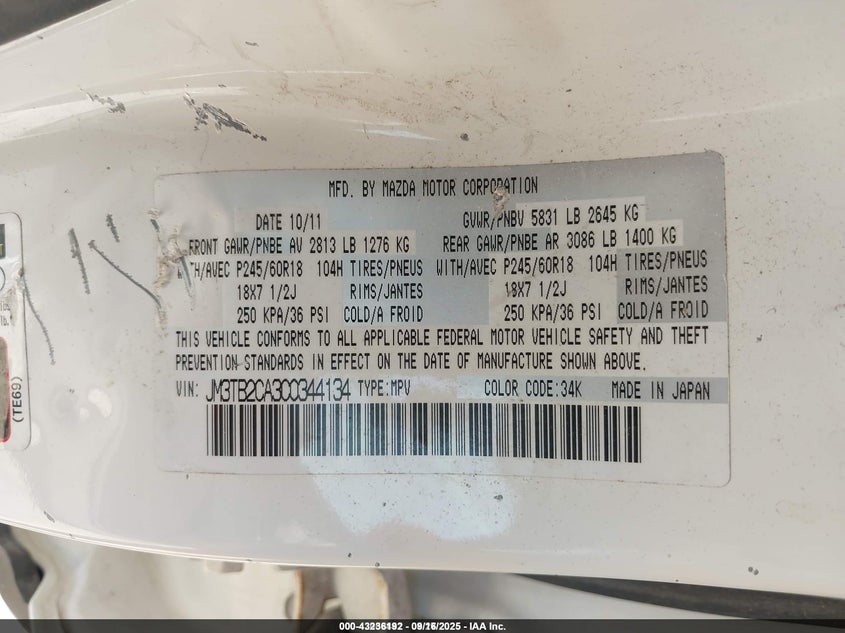 MFD. BY MAZDA MOTOR CORPORATION
DATE 10/11 GVWR/PNBV 5831 LB 2645 KG
FRONT GAWR/PNBE AV 2813 LB 1276 KG REAR GAWR/PNBE AR 3086 LB 1400 KG
WITH/AVEC P245/60R18 104H TIRES/PNEUS WITH/AVEC P245/60R18 104H TIRES/PNEUS
18X7 1/2J RIMS/JANTES 18X7 1/2J RIMS/JANTES
250 KPA/36 PSI COLD/A FROID 250 KPA/36 PSI COLD/A FROID
THIS VEHICLE CONFORMS TO ALL APPLICABLE FEDERAL MOTOR VEHICLE SAFETY AND THEFT
PREVENTION STANDARDS IN EFFECT ON THE DATE OF MANUFACTURE SHOWN ABOVE.
VIN: JM3TB2CA3C0344134 TYPE:MPV COLOR CODE:34K MADE IN JAPAN
(TE69)
- IAA Inc.